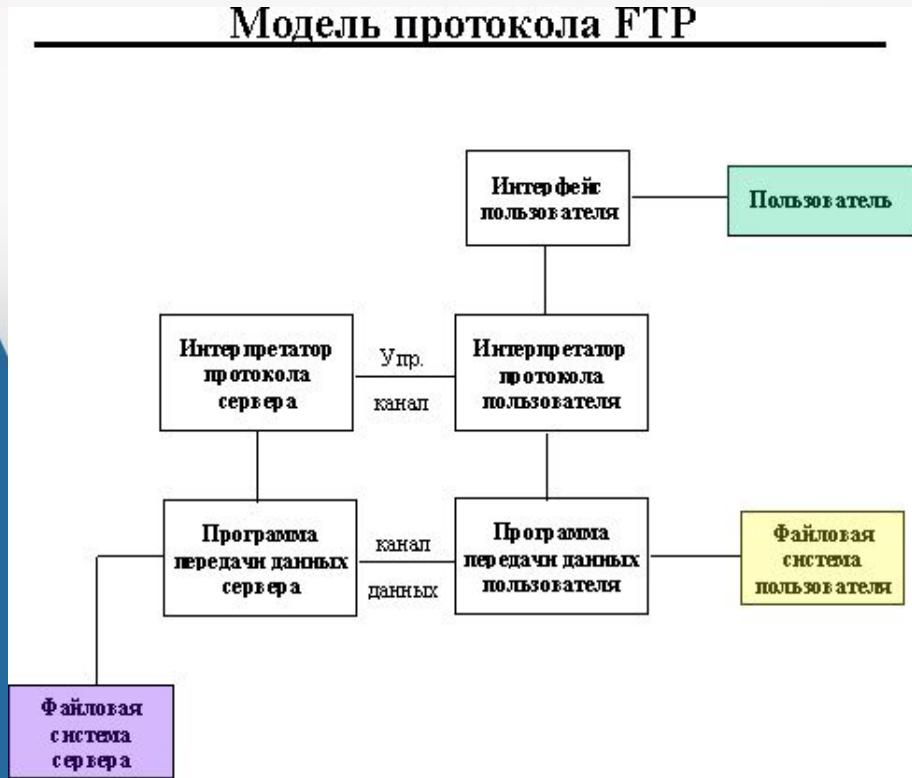 Модель протокола FTP
Интерфейс
пользователя
Пользователь
Интерпретатор
протокола
сервера
Упр.
канал
Интерпретатор
протокола
пользователя
Программа
передачи данных
сервера
канал
данных
Программа
передачи данных
пользователя
Файловая
система
пользователя
Файловая
система
сервера